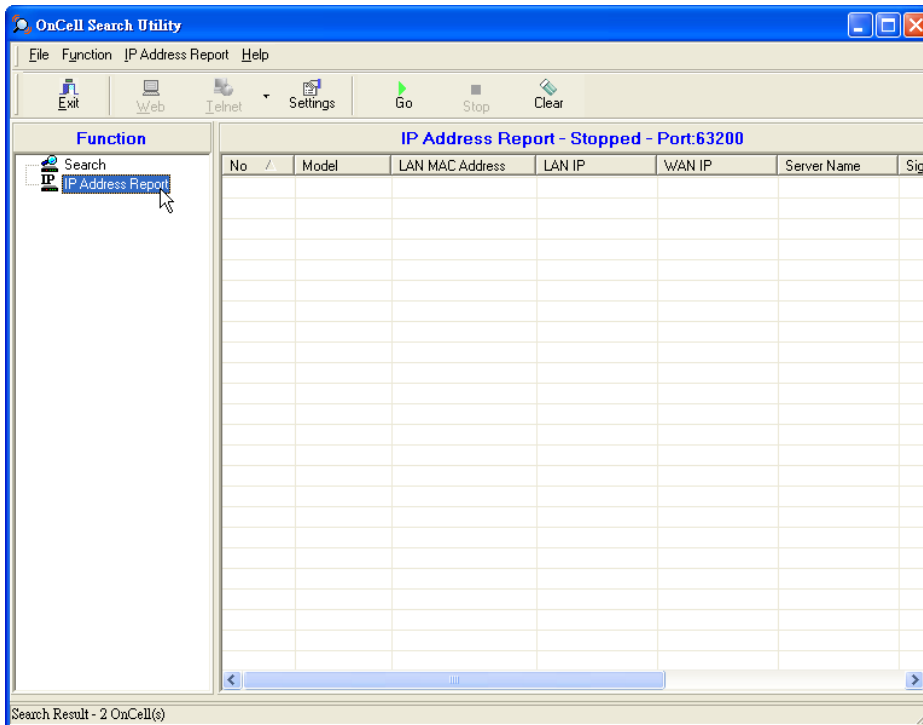 OnCell Search Utility
File Function IP Address Report Help
Exit Web Telnet Settings Go Stop Clear
Function
IP Address Report - Stopped - Port:63200
Search
IP IP Address Report
No Model LAN MAC Address LAN IP WAN IP Server Name Sig
Search Result - 2 OnCell(s)